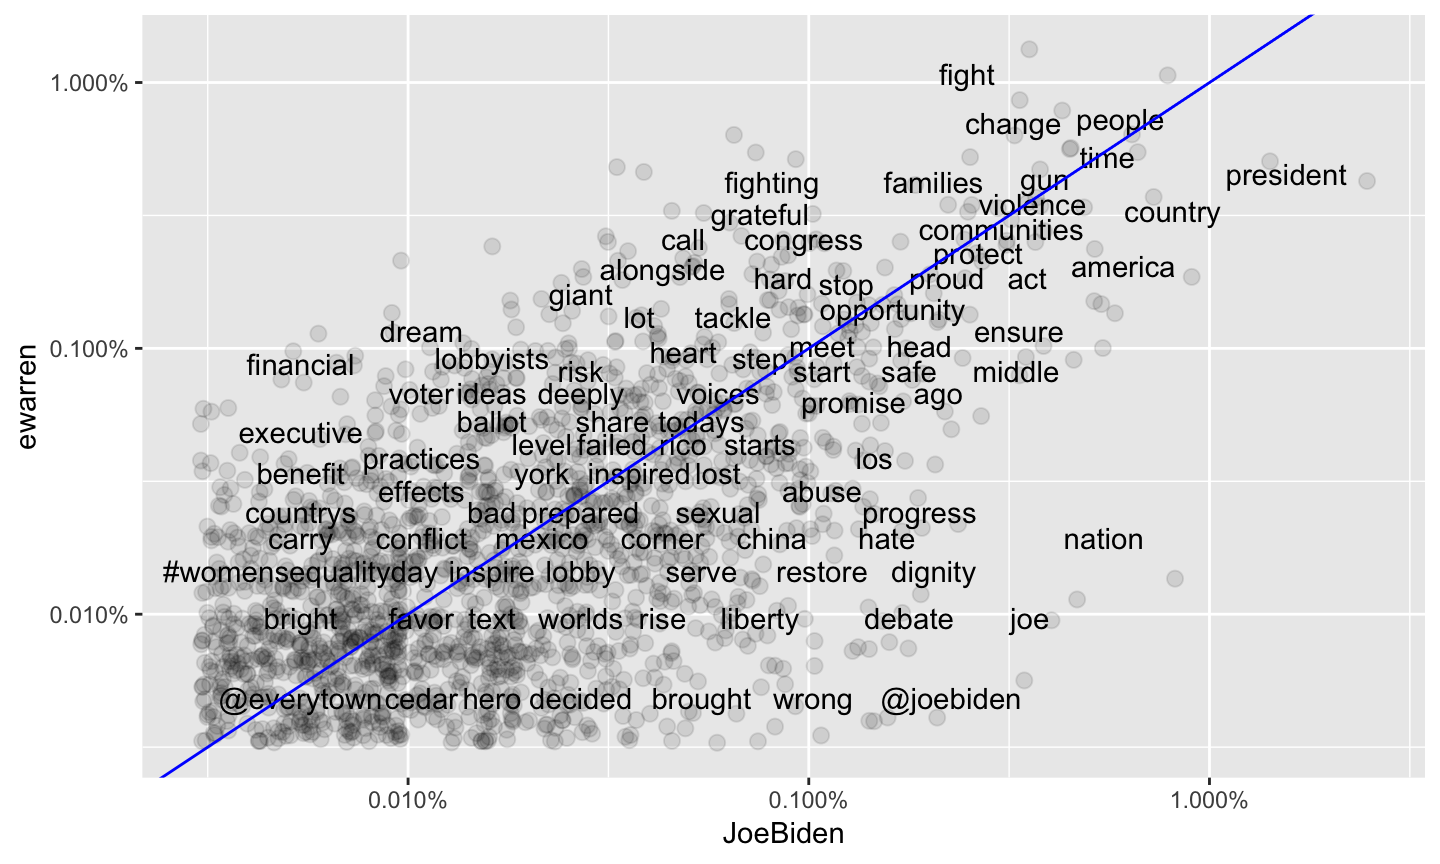 1.000%
fight
change people
time
president
fighting families gun
grateful violence country
call congress communities
protect
alongside hard stop proud act america
giant
lot tackle opportunity
dream ensure
financial lobbyists heart step meet head
risk start safe middle
0.100%
voter ideas deeply voices promise ago
executive ballot share todays
level failed rico starts
benefit practices york inspired lost los
effects abuse
countrys bad prepared sexual progress
carry conflict mexico corner china hate nation
#womensequalityday inspire lobby serve restore dignity
0.010%
bright favor text worlds rise liberty debate joe
@everytown cedar hero decided brought wrong @joebiden
ewarren
0.010% 0.100% 1.000%
JoeBiden